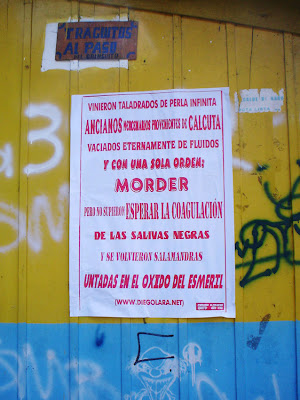 TRAGUITOS
AL PASO
VINIERON TALADRADOS DE PERLA INFINITA
ANCIANOS MERCENARIOS PROVENIENTES DE CALCUTA
VACIADOS ETERNAMENTE DE FLUIDOS
Y CON UNA SOLA ORDEN:
MORDER
PERO NO SUPIERON ESPERAR LA COAGULACIÓN
DE LAS SALIVAS NEGRAS
Y SE VOLVIERON SALAMANDRAS
UNTADAS EN EL OXIDO DEL ESMERIL
(WWW.DIEGOLARA.NET)